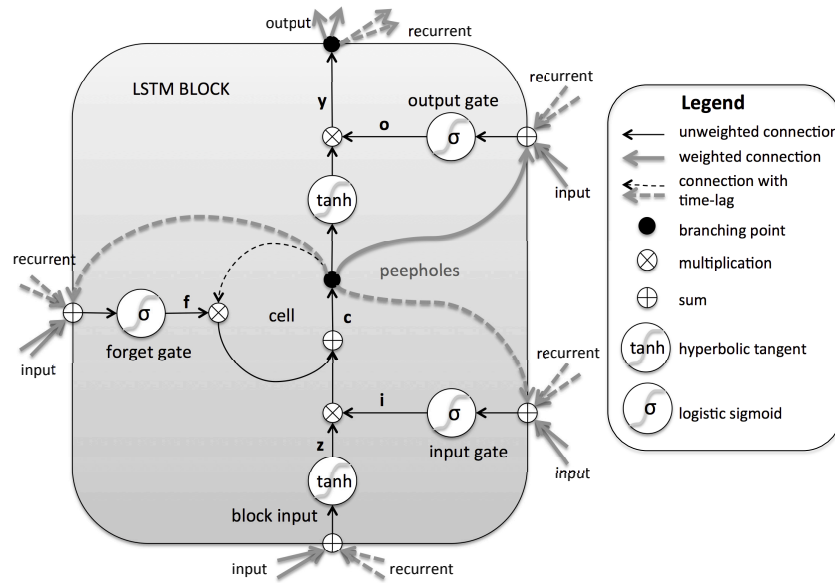 output
recurrent
LSTM BLOCK
recurrent
y
output gate
o
σ
input
tanh
recurrent
peepholes
f
σ
cell
c
forget gate
input
recurrent
i
σ
z
input gate
tanh
input
block input
input
recurrent
Legend
unweighted connection
weighted connection
connection with
time-lag
branching point
multiplication
sum
tanh
hyperbolic tangent
σ
logistic sigmoid